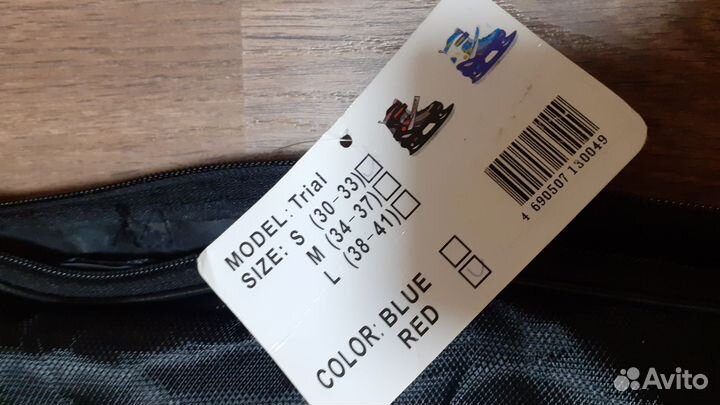 MODEL: Trial
SIZE: S (30-33)
M (34-37)
L (38-41)
COLOR: BLUE
RED
4 690507 130049
Avito